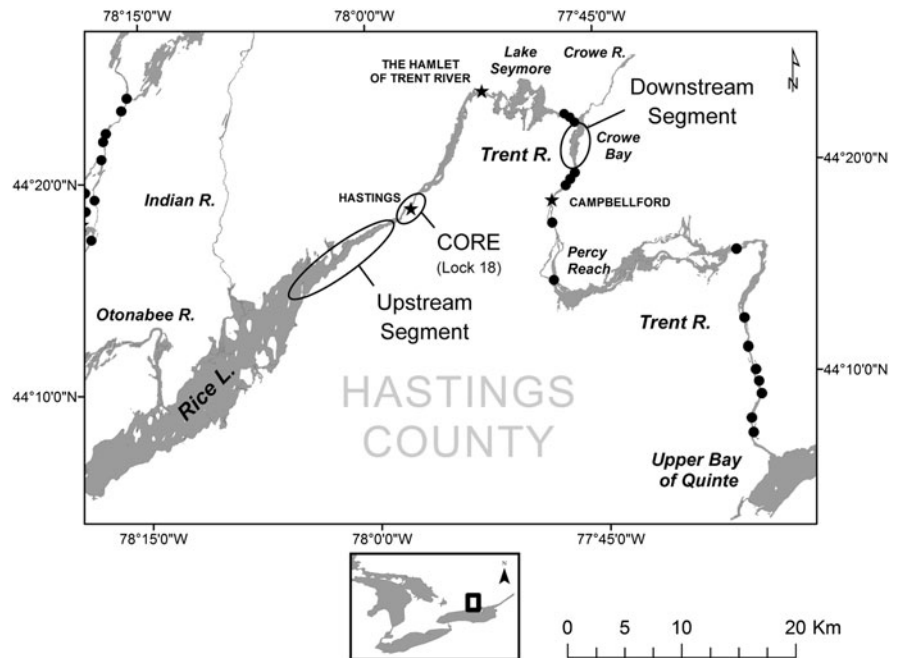 78°15'0"W
78°00'0"W
77°45'0"W
THE HAMLET
OF TRENT RIVER
Lake
Seymore
Crowe R.
N
Downstream
Segment
Trent R.
Crowe
Bay
44°20'0"N
44°20'0"N
Indian R.
HASTINGS
CAMPBELLFORD
CORE
(Lock 18)
Percy
Reach
Upstream
Segment
Otonabee R.
Trent R.
Rice L.
44°10'0"N
44°10'0"N
HASTINGS
COUNTY
Upper Bay
of Quinte
78°15'0"W
78°00'0"W
77°45'0"W
N
0 5 10 20 Km